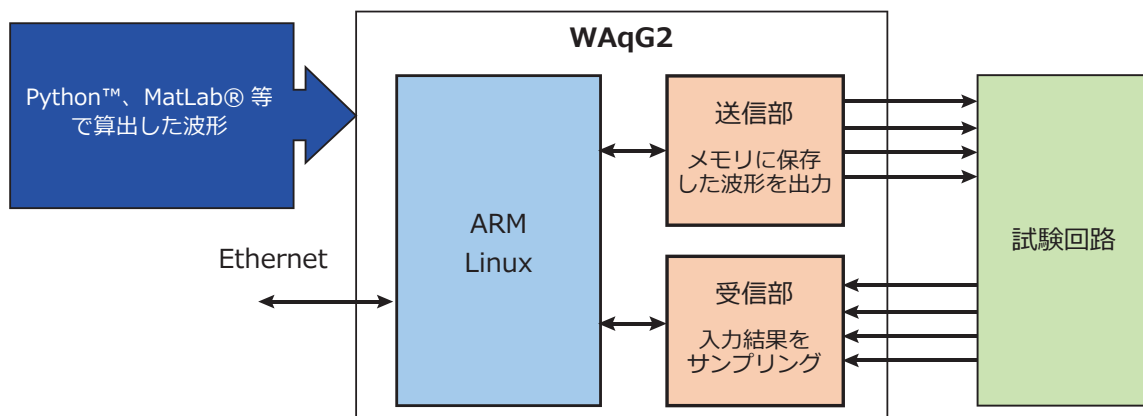 WAqG2
Python™、MatLab® 等
で算出した波形
送信部
メモリに保存
した波形を出力
ARM
Linux
試験回路
Ethernet
受信部
入力結果を
サンプリング